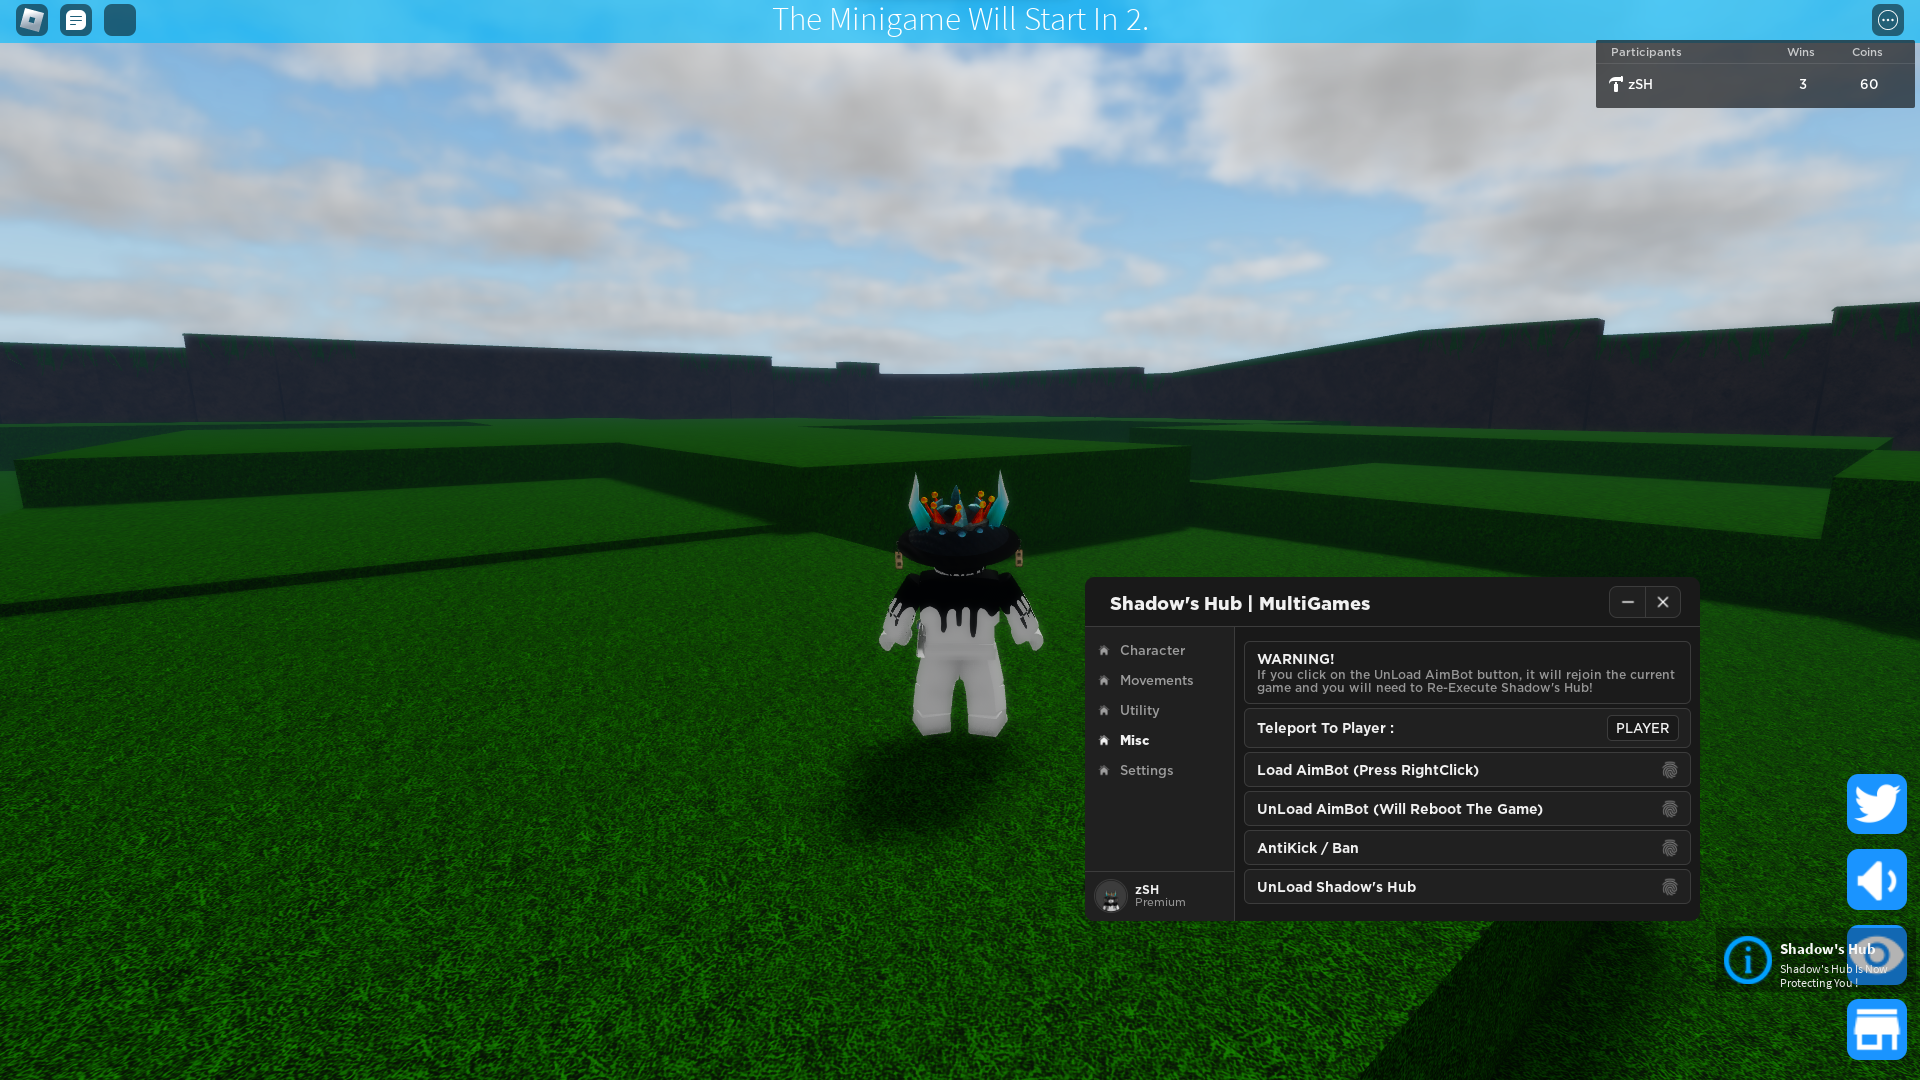 The Minigame Will Start In 2.
Participants Wins Coins
zSH 3 60
Shadow's Hub | MultiGames
Character
Movements
Utility
Misc
Settings
zSH
Premium
WARNING!
If you click on the UnLoad AimBot button, it will rejoin the current
game and you will need to Re-Execute Shadow's Hub!
Teleport To Player : PLAYER
Load AimBot (Press RightClick)
UnLoad AimBot (Will Reboot The Game)
AntiKick / Ban
UnLoad Shadow's Hub
Shadow's Hub
Shadow's Hub Is Now
Protecting You !